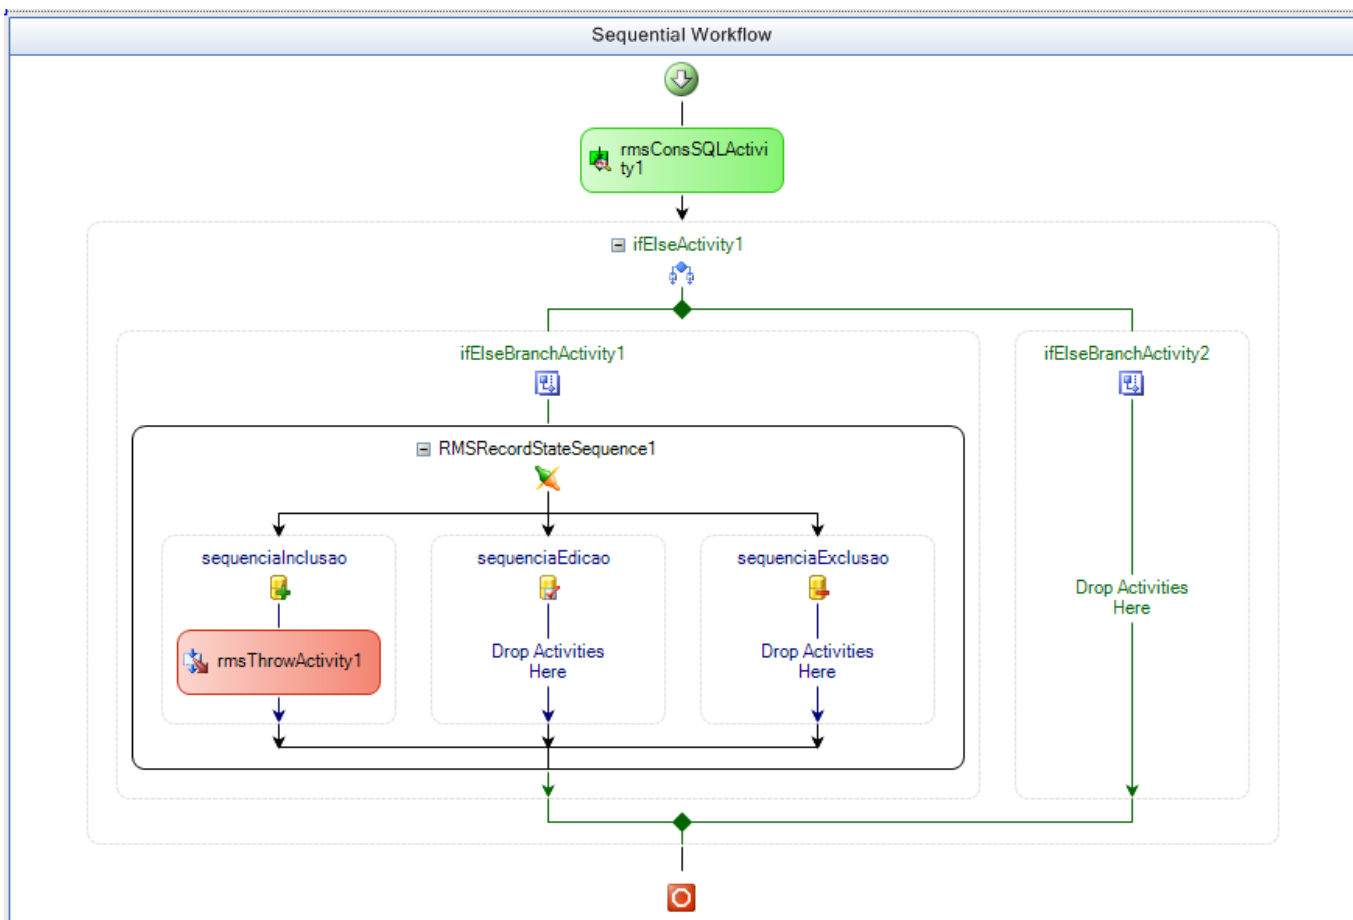 Sequential Workflow
rmsConsSQLActivi
ty1
ifElseActivity1
ifElseBranchActivity1
ifElseBranchActivity2
RMSRecordStateSequence1
sequenciaInclusao
sequenciaEdicao
sequenciaExclusao
Drop Activities
Here
rmsThrowActivity1
Drop Activities
Here
Drop Activities
Here